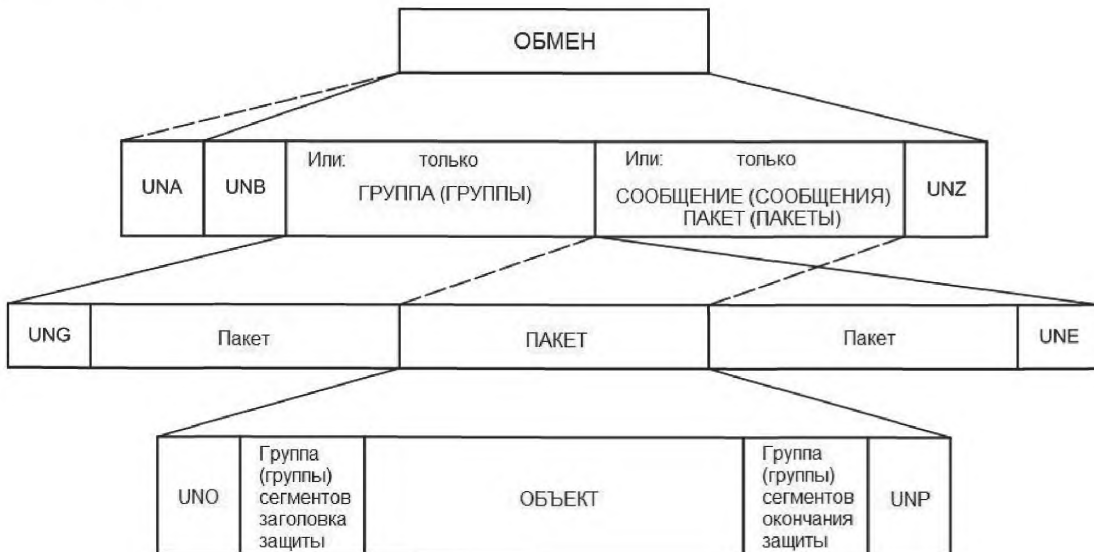 ОБМЕН
UNA
UNB
Или: только
ГРУППА (ГРУППЫ)
Или: только
СООБЩЕНИЕ (СООБЩЕНИЯ)
ПАКЕТ (ПАКЕТЫ)
UNZ
UNG
Пакет
ПАКЕТ
Пакет
UNE
UNO
Группа
(группы)
сегментов
заголовка
защиты
ОБЪЕКТ
Группа
(группы)
сегментов
окончания
защиты
UNP